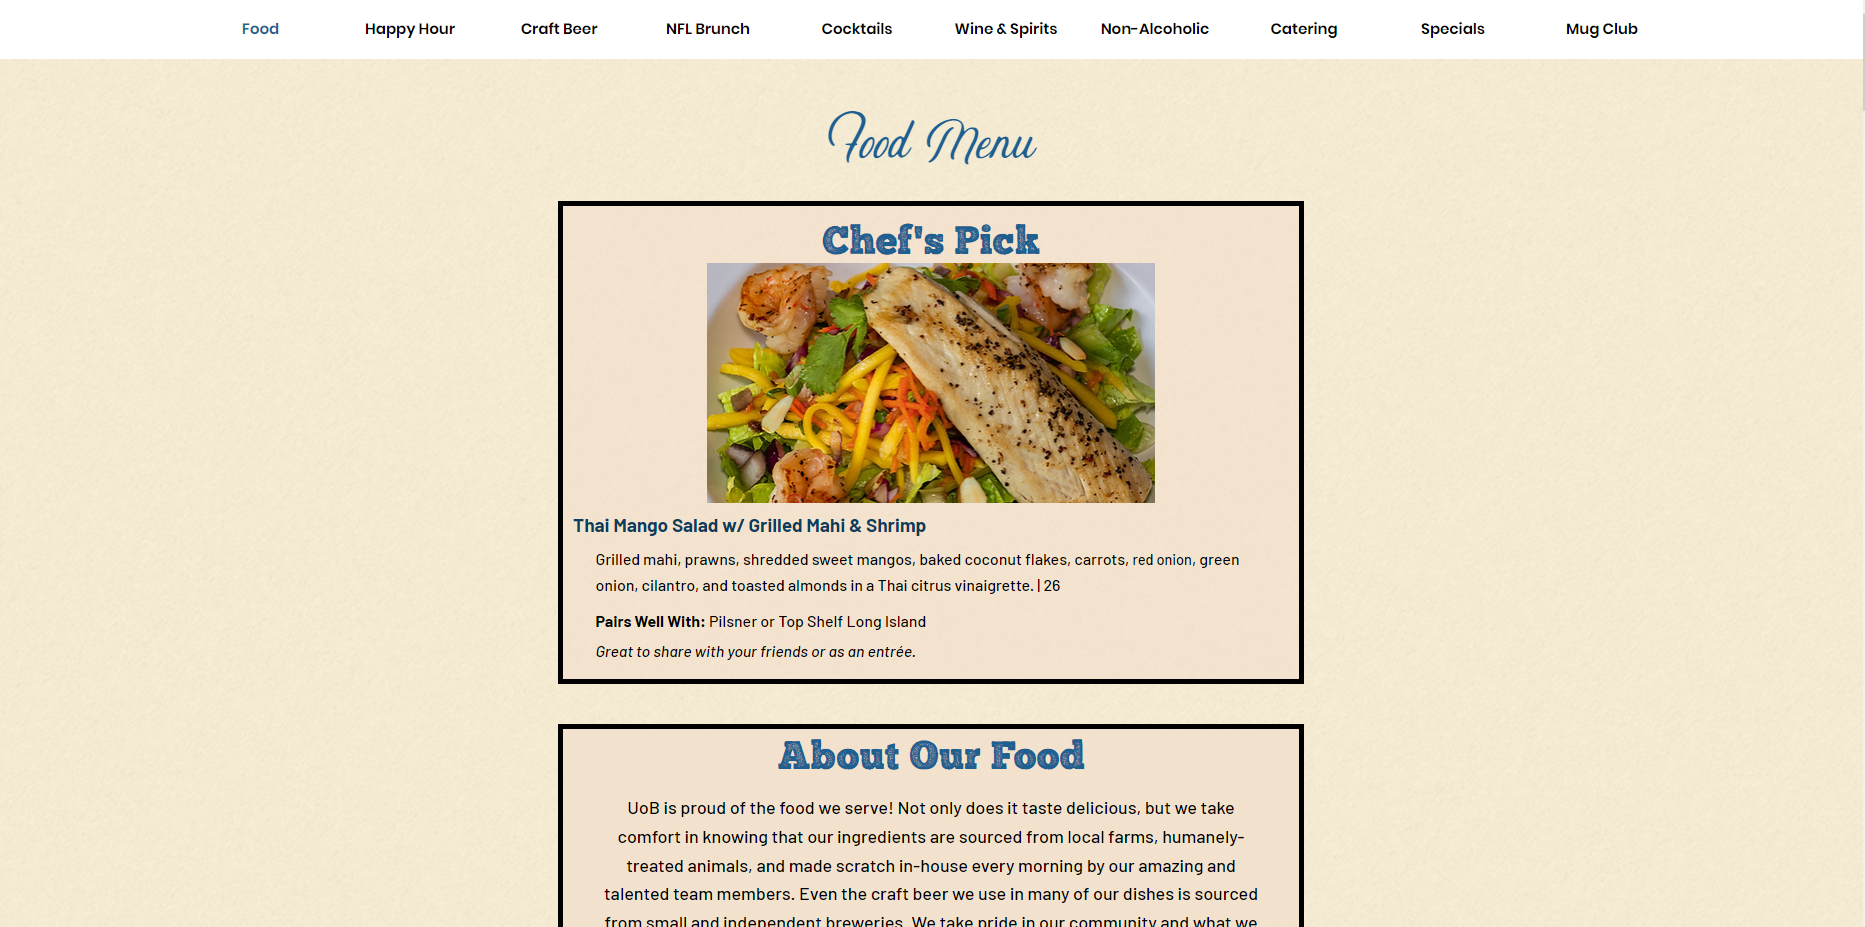 Food Happy Hour Craft Beer NFL Brunch Cocktails Wine & Spirits Non-Alcoholic Catering Specials Mug Club
Food Menu
Chef's Pick
Thai Mango Salad w/ Grilled Mahi & Shrimp
Grilled mahi, prawns, shredded sweet mangos, baked coconut flakes, carrots, red onion, green
onion, cilantro, and toasted almonds in a Thai citrus vinaigrette. | 26
Pairs Well With: Pilsner or Top Shelf Long Island
Great to share with your friends or as an entrée.
About Our Food
UoB is proud of the food we serve! Not only does it taste delicious, but we take
comfort in knowing that our ingredients are sourced from local farms, humanely-
treated animals, and made scratch in-house every morning by our amazing and
talented team members. Even the craft beer we use in many of our dishes is sourced
from small and independent breweries. We take pride in our community and what we